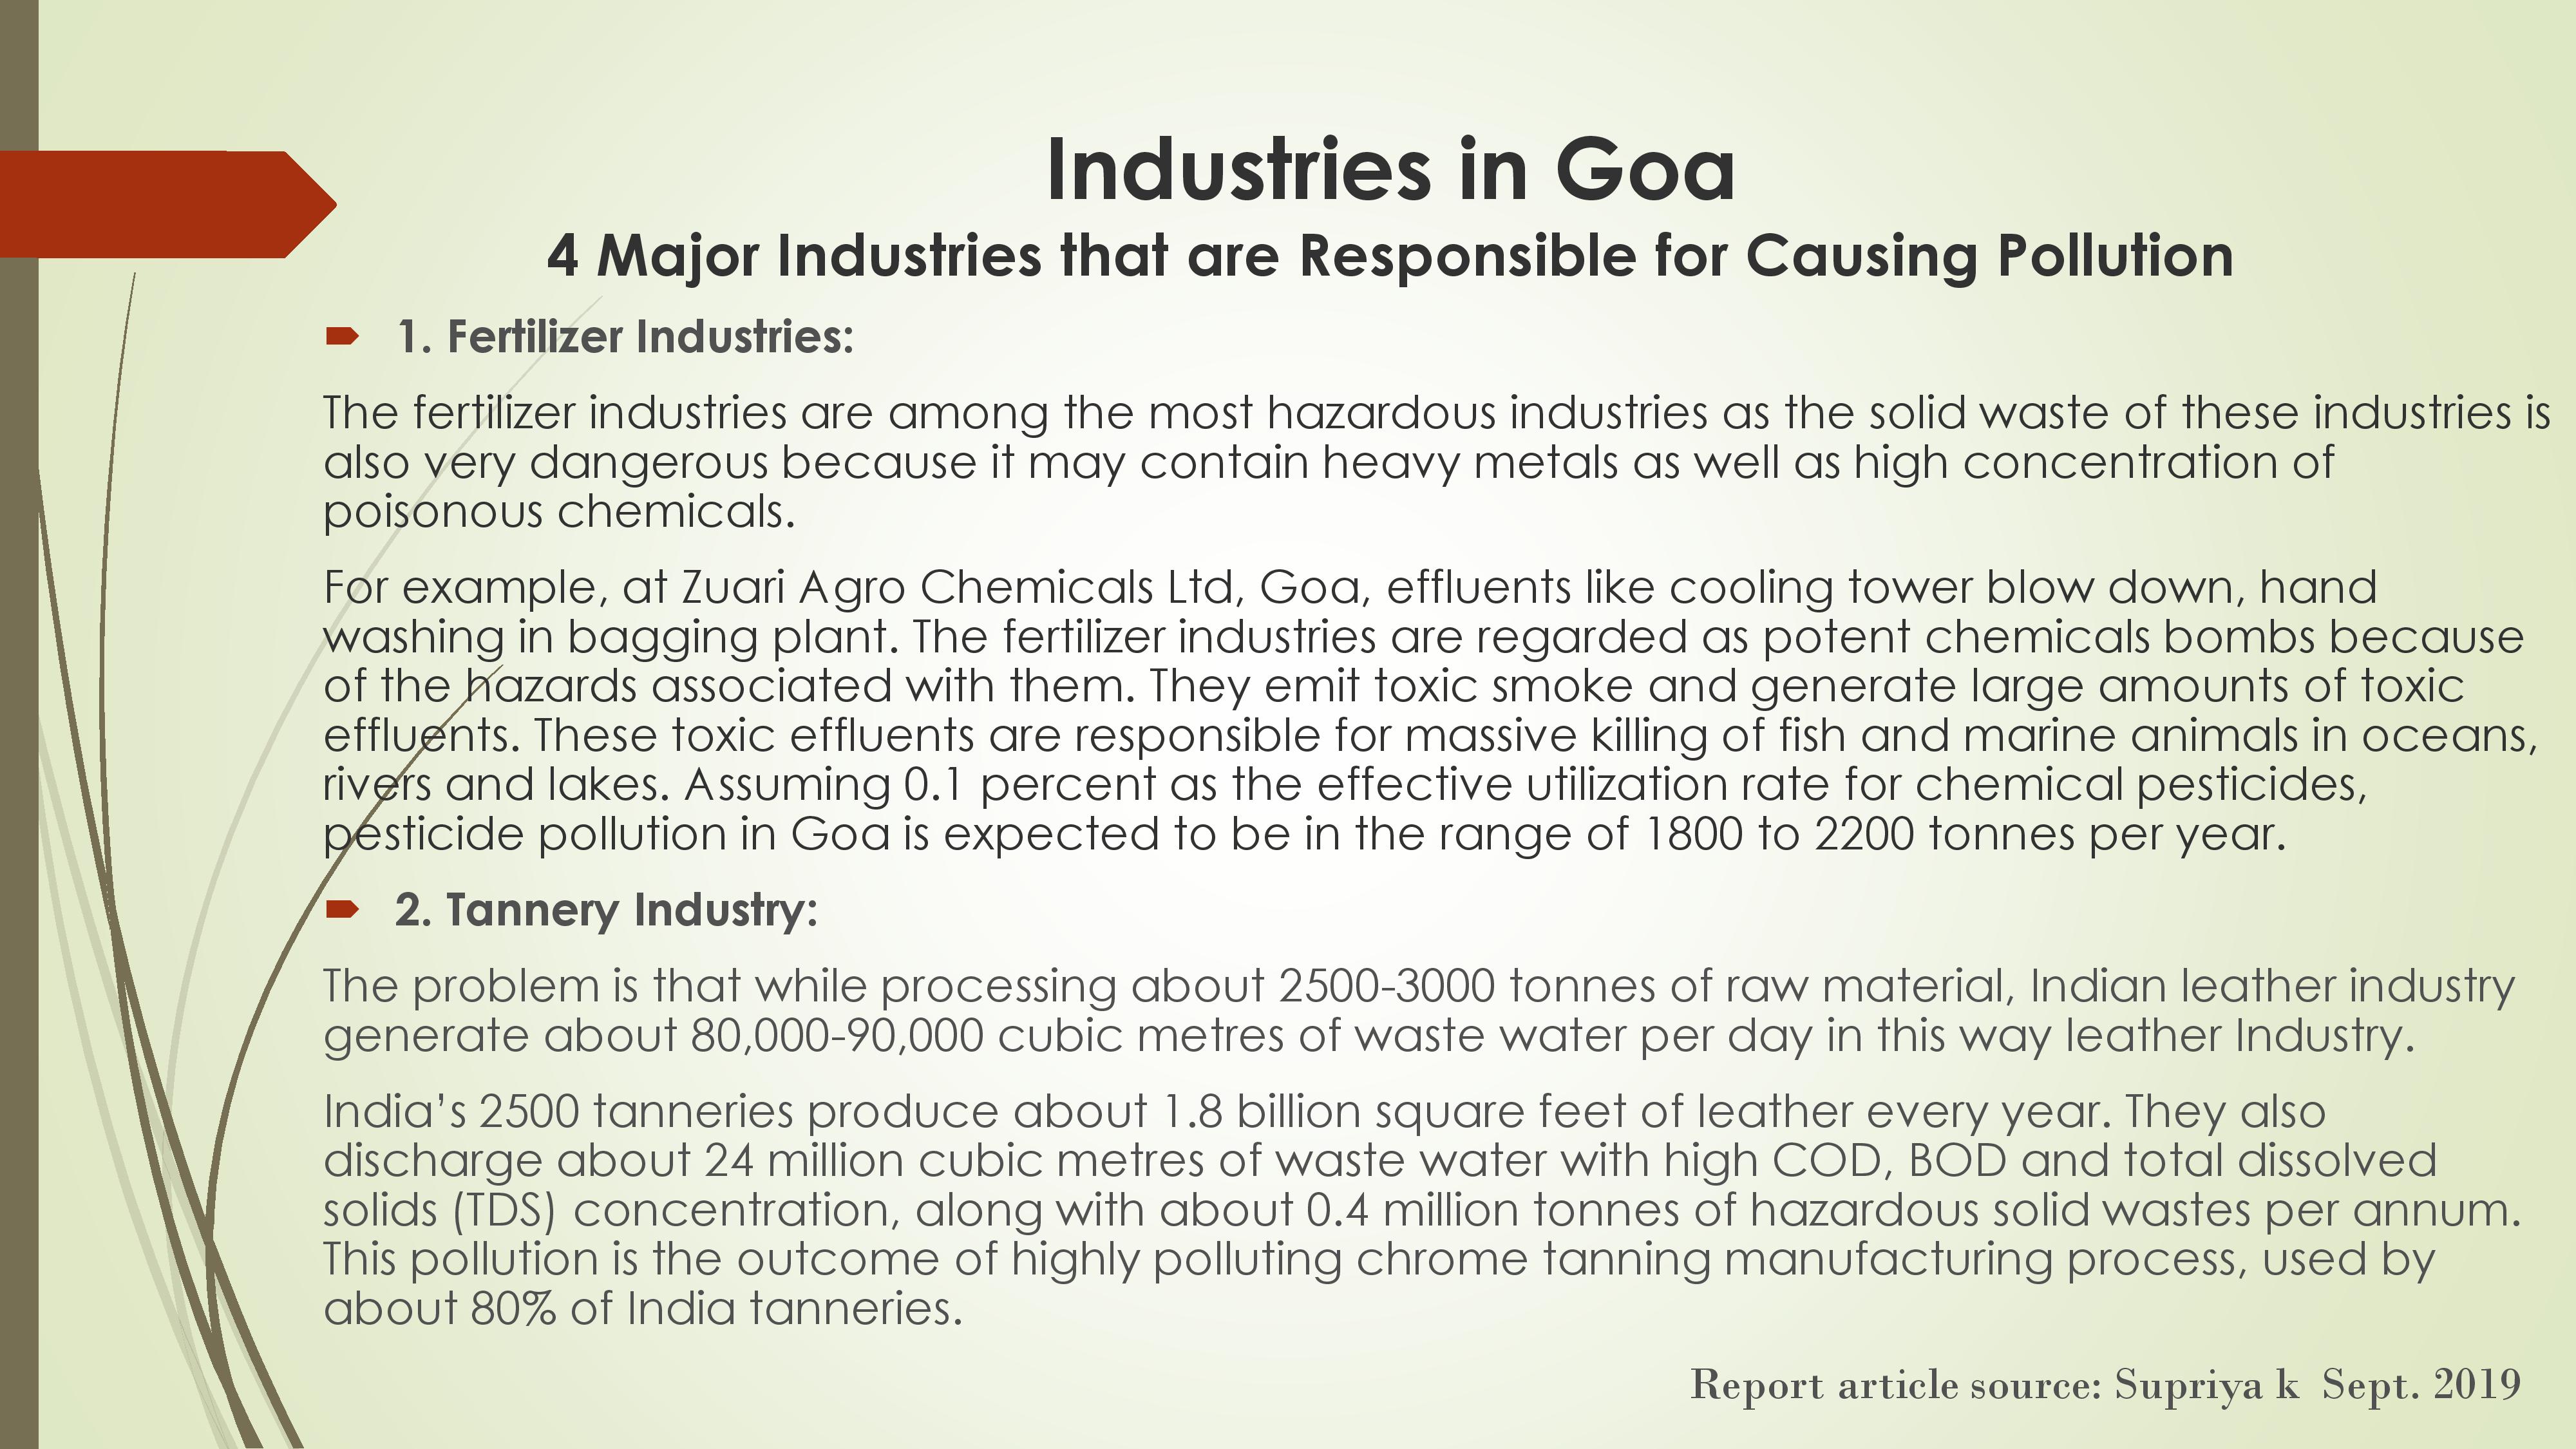 Industries in Goa
4 Major Industries that are Responsible for Causing Pollution
1. Fertilizer Industries:
The fertilizer industries are among the most hazardous industries as the solid waste of these industries is
also very dangerous because it may contain heavy metals as well as high concentration of
poisonous chemicals.
For example, at Zuari Agro Chemicals Ltd, Goa, effluents like cooling tower blow down, hand
washing in bagging plant. The fertilizer industries are regarded as potent chemicals bombs because
of the hazards associated with them. They emit toxic smoke and generate large amounts of toxic
effluents. These toxic effluents are responsible for massive killing of fish and marine animals in oceans,
rivers and lakes. Assuming 0.1 percent as the effective utilization rate for chemical pesticides,
pesticide pollution in Goa is expected to be in the range of 1800 to 2200 tonnes per year.
2. Tannery Industry:
The problem is that while processing about 2500-3000 tonnes of raw material, Indian leather industry
generate about 80,000-90,000 cubic metres of waste water per day in this way leather Industry.
India’s 2500 tanneries produce about 1.8 billion square feet of leather every year. They also
discharge about 24 million cubic metres of waste water with high COD, BOD and total dissolved
solids (TDS) concentration, along with about 0.4 million tonnes of hazardous solid wastes per annum.
This pollution is the outcome of highly polluting chrome tanning manufacturing process, used by
about 80% of India tanneries.
Report article source: Supriya k Sept. 2019